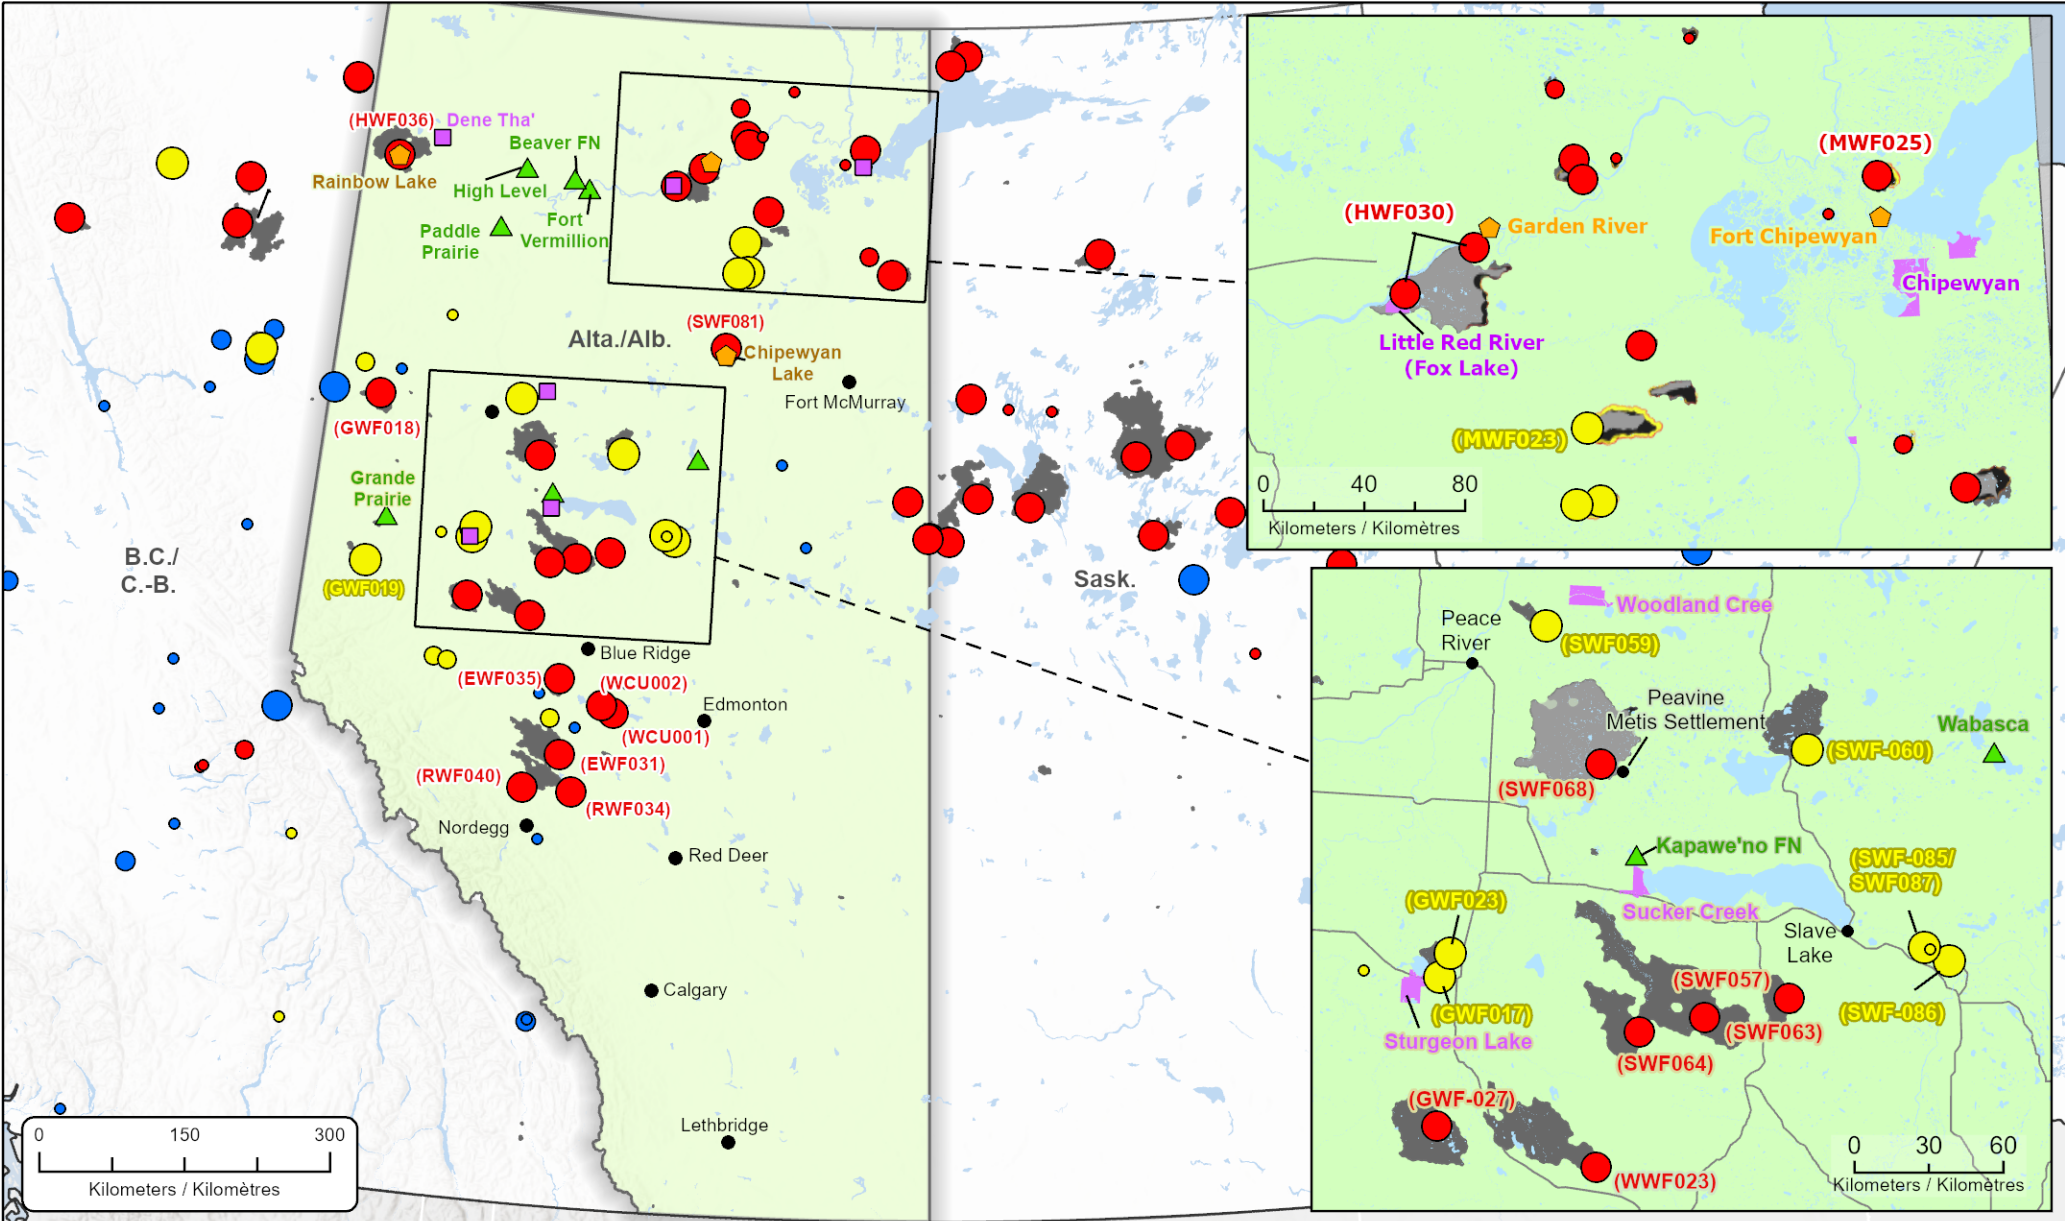 (HWF036)
Dene Tha'
Beaver FN
Rainbow Lake
High Level
Fort
Vermillion
Paddle
Prairie
Alta./Alb.
(SWF081)
Chipewyan
Lake
Fort McMurray
(GWF018)
Grande
Prairie
(GWF019)
B.C./
C.-B.
Sask.
Blue Ridge
(EWF035)
(WCU002)
Edmonton
(WCU001)
(EWF031)
(RWF040)
(RWF034)
Nordegg
Red Deer
Calgary
Lethbridge
0 150 300
Kilometers / Kilomètres
(MWF025)
(HWF030)
Garden River
Fort Chipewyan
Chipewyan
Little Red River
(Fox Lake)
(MWF023)
0 40 80
Kilometers / Kilomètres
Woodland Cree
Peace
River
(SWF059)
Peavine
Metis Settlement
Wabasca
(SWF-060)
(SWF068)
Kapawe'no FN
(SWF-085/
SWF087)
(GWF023)
Sucker Creek
Slave
Lake
(SWF057)
(GWF017)
(SWF-086)
(SWF063)
Sturgeon Lake
(SWF064)
(GWF-027)
(WWF023)
0 30 60
Kilometers / Kilomètres